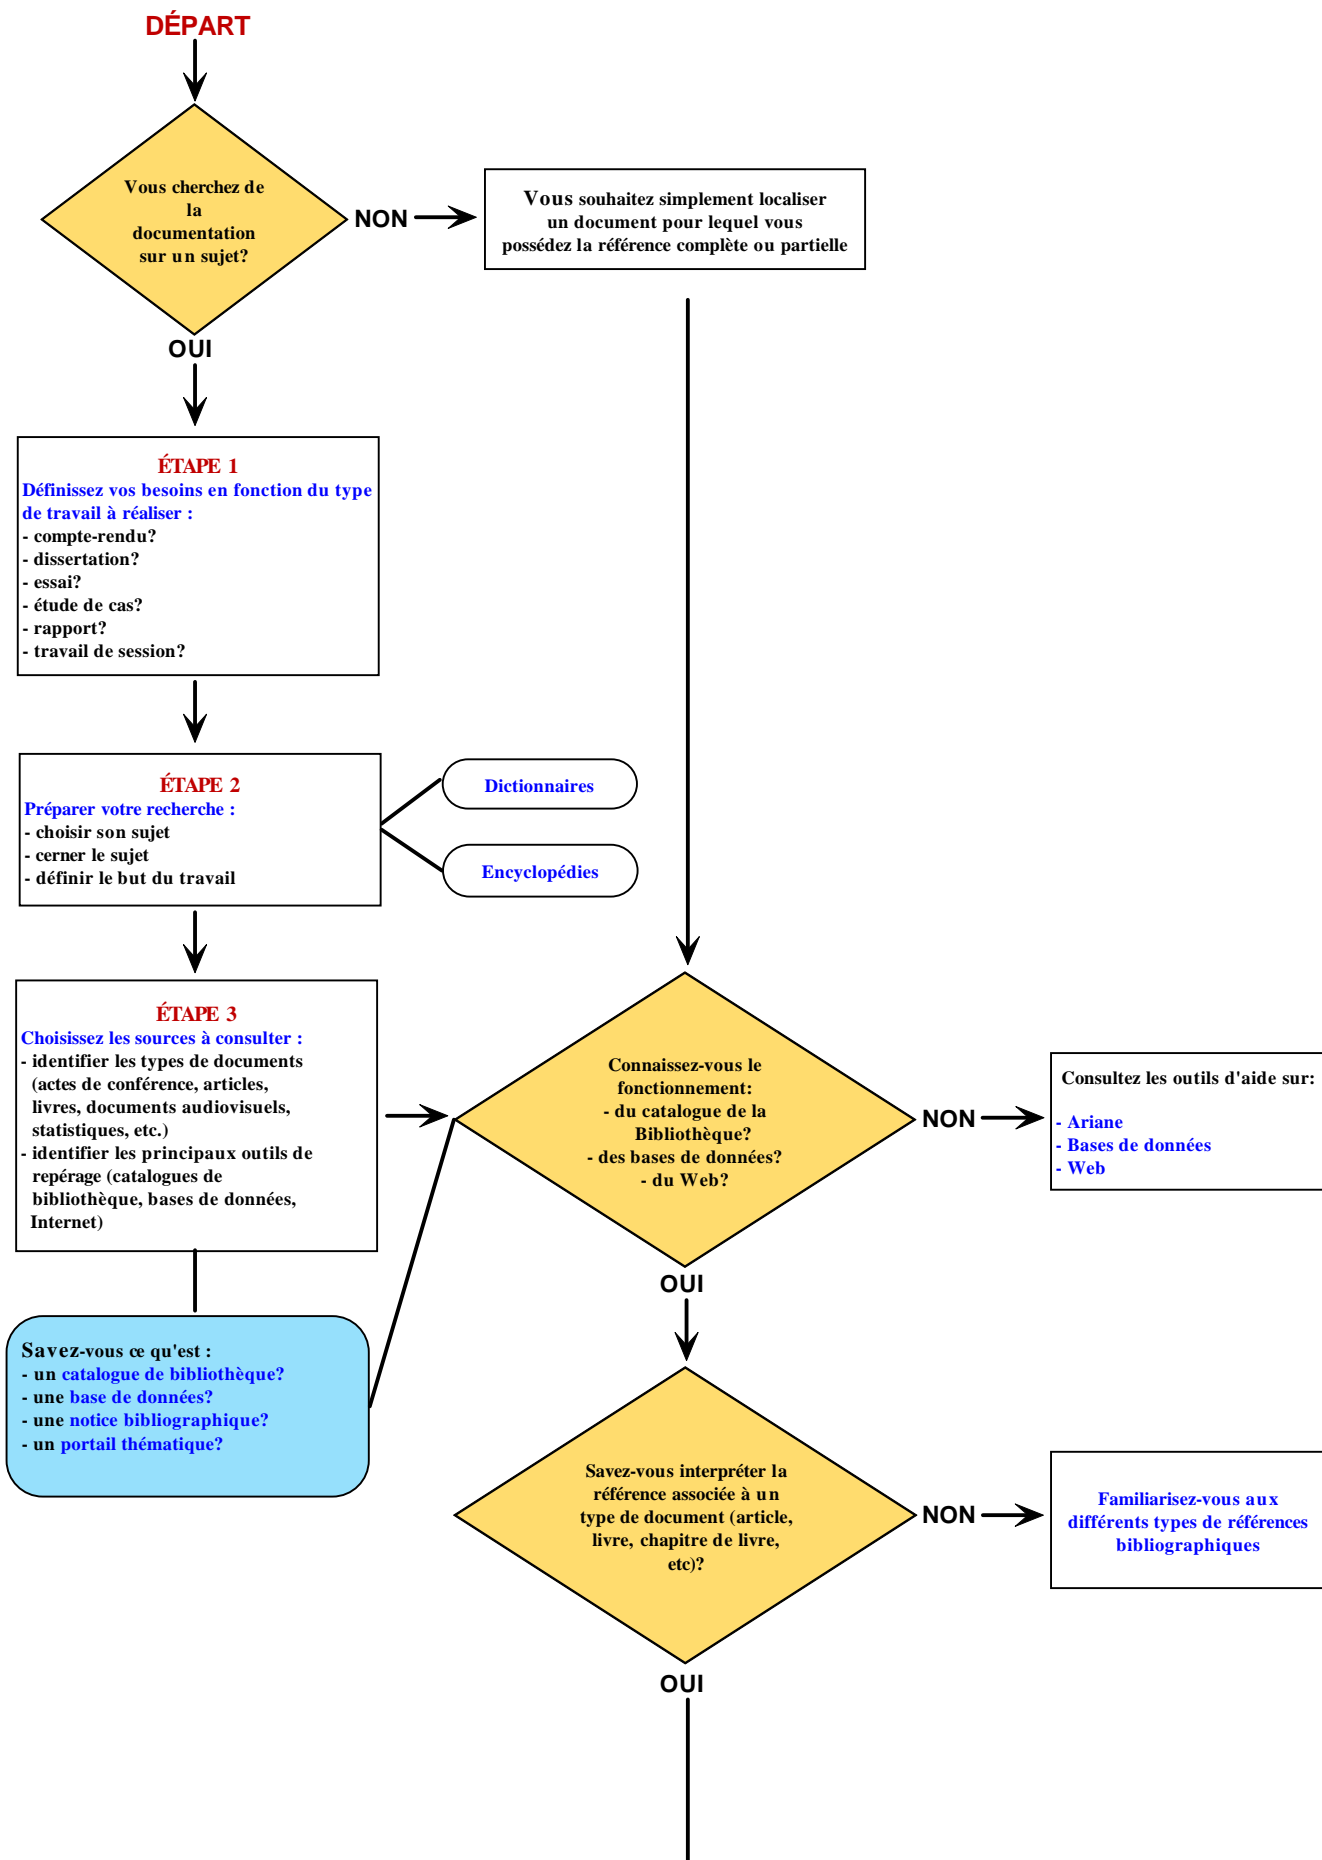 DÉPART
Vous cherchez de
la
documentation
sur un sujet?
NON
Vous souhaitez simplement localiser
un document pour lequel vous
possédez la référence complète ou partielle
OUI
ÉTAPE 1
Définissez vos besoins en fonction du type
de travail à réaliser :
- compte-rendu?
- dissertation?
- essai?
- étude de cas?
- rapport?
- travail de session?
ÉTAPE 2
Préparer votre recherche :
- choisir son sujet
- cerner le sujet
- définir le but du travail
Dictionnaires
Encyclopédies
ÉTAPE 3
Choisissez les sources à consulter :
- identifier les types de documents
(actes de conférence, articles,
livres, documents audiovisuels,
statistiques, etc.)
- identifier les principaux outils de
repérage (catalogues de
bibliothèque, bases de données,
Internet)
Connaissez-vous le
fonctionnement:
- du catalogue de la
Bibliothèque?
- des bases de données?
- du Web?
NON
Consultez les outils d'aide sur:
- Ariane
- Bases de données
- Web
OUI
Savez-vous ce qu'est :
- un catalogue de bibliothèque?
- une base de données?
- une notice bibliographique?
- un portail thématique?
Savez-vous interpréter la
référence associée à un
type de document (article,
livre, chapitre de livre,
etc)?
NON
Familiarisez-vous aux
différents types de références
bibliographiques
OUI